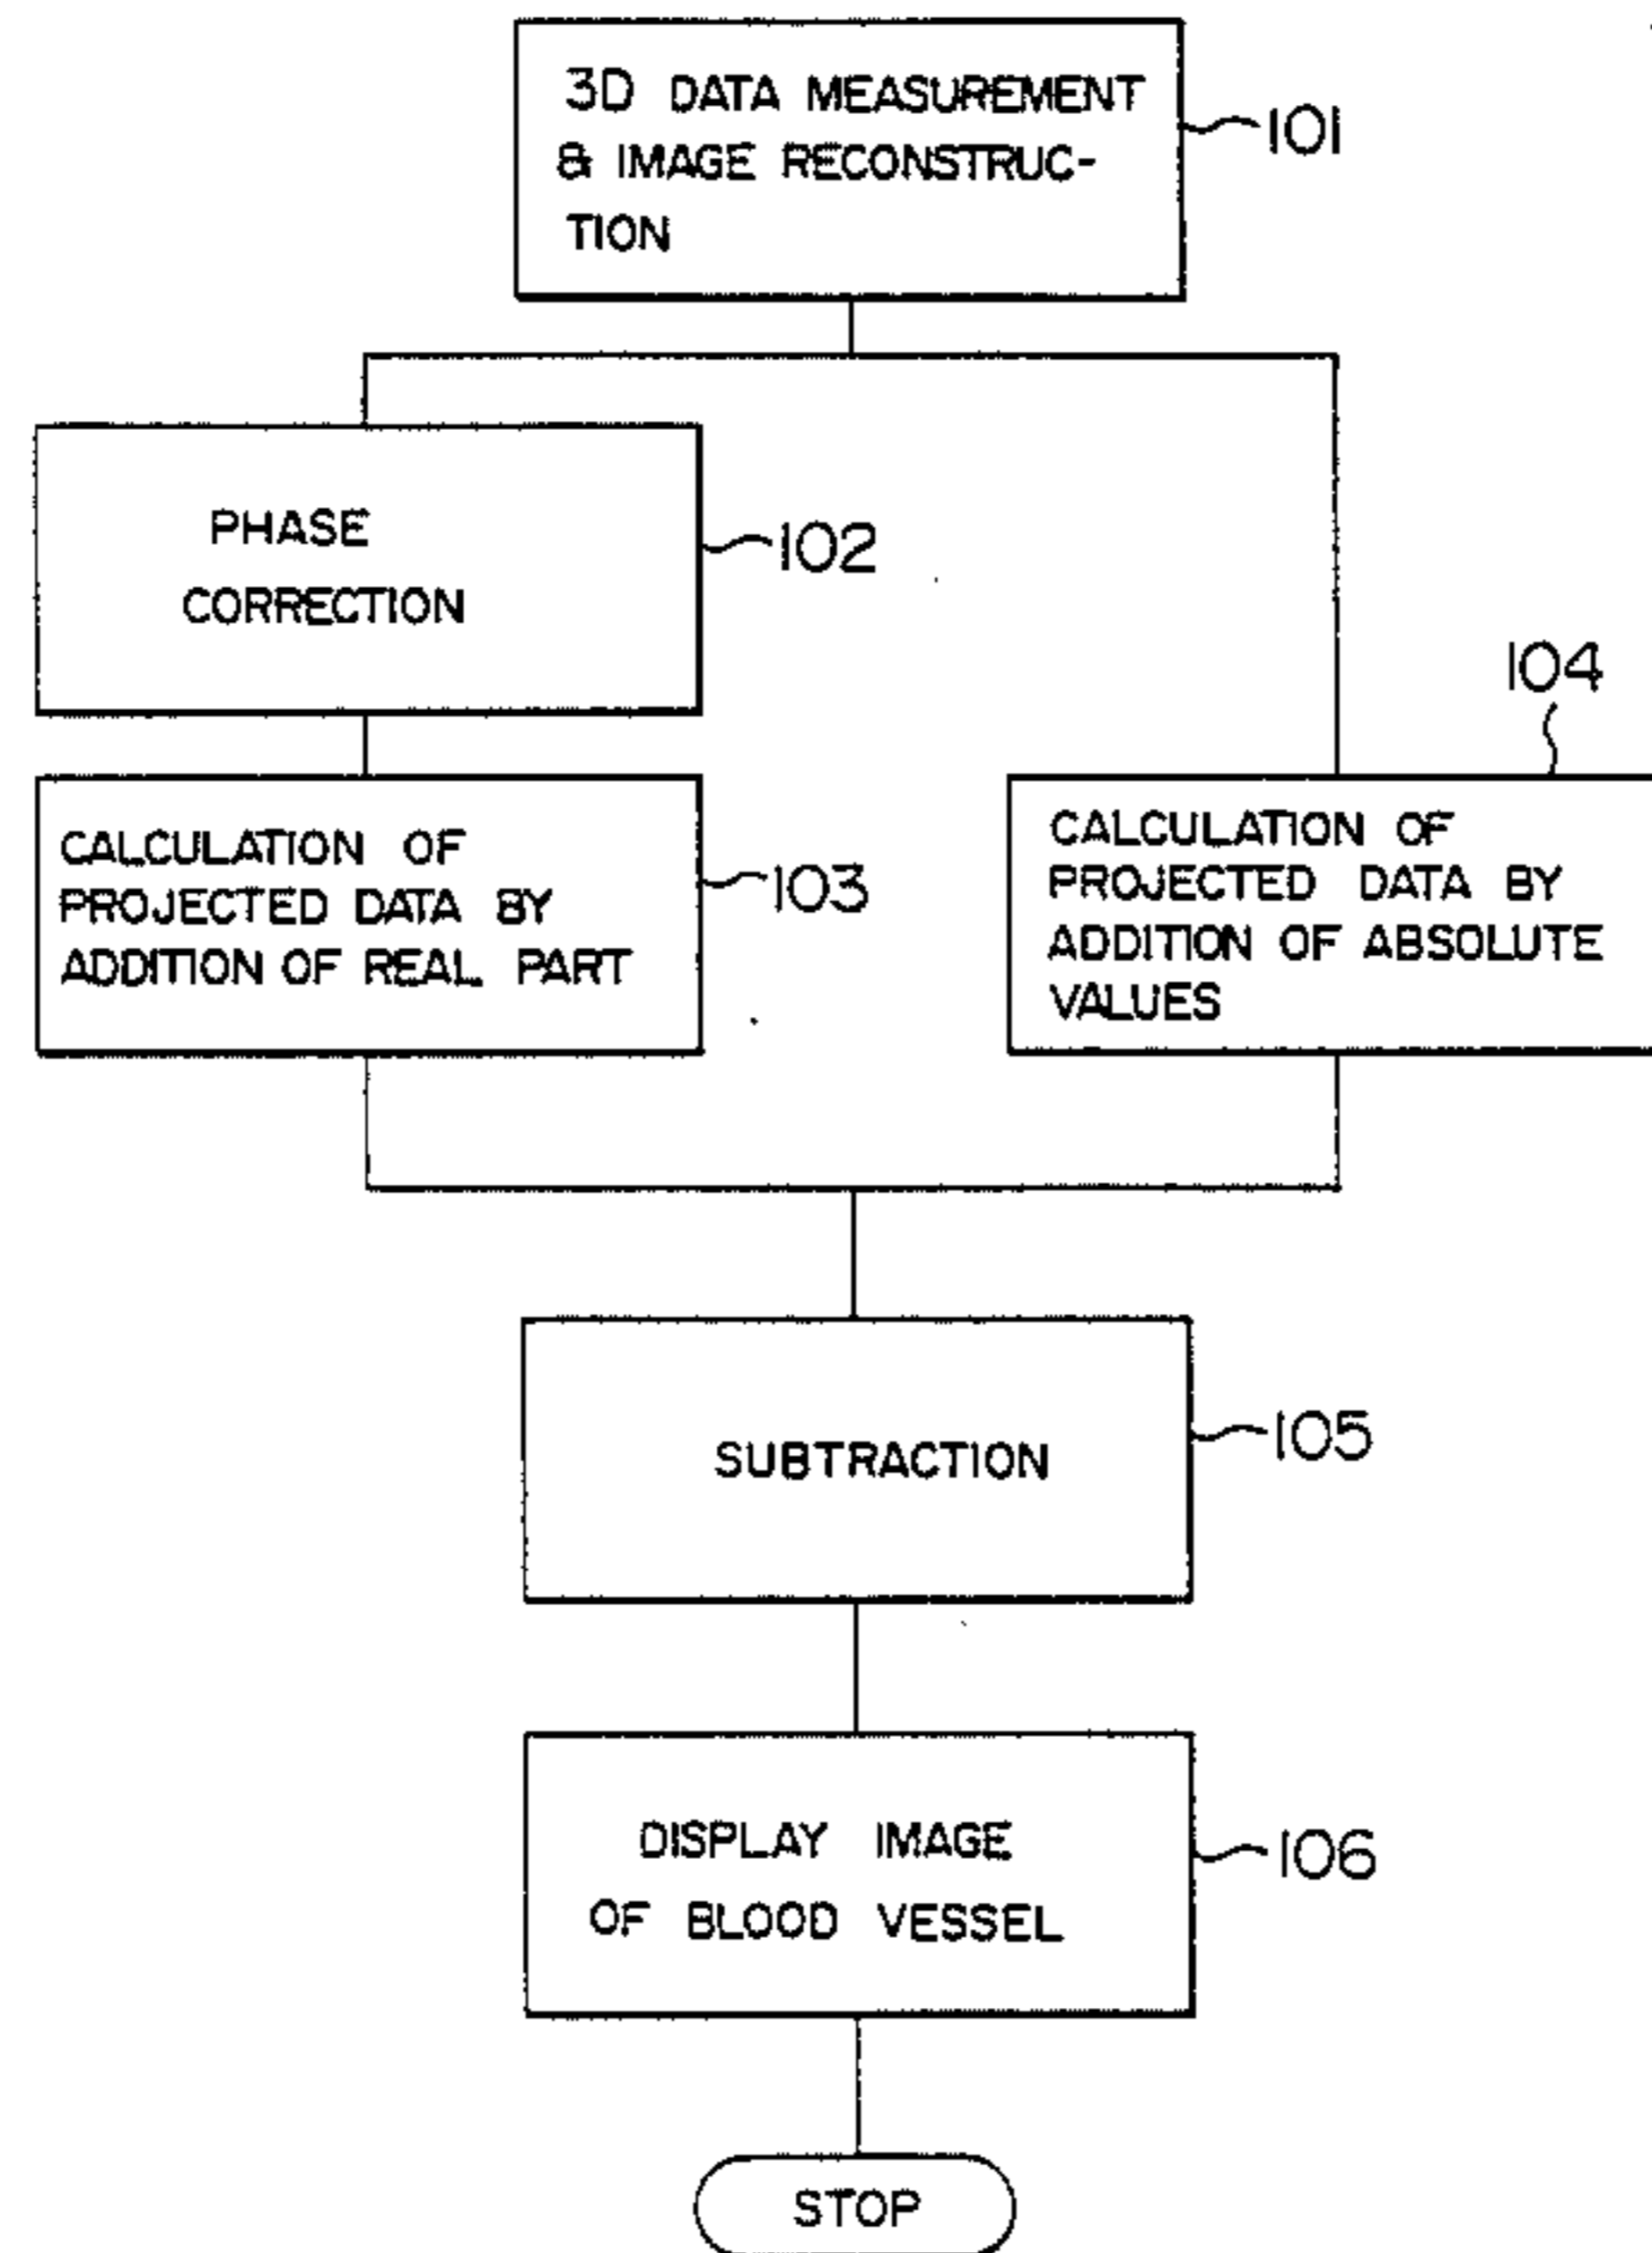 3D DATA MEASUREMENT
& IMAGE RECONSTRUC-
TION
101
PHASE
CORRECTION
102
CALCULATION OF
PROJECTED DATA BY
ADDITION OF REAL PART
103
104
CALCULATION OF
PROJECTED DATA BY
ADDITION OF ABSOLUTE
VALUES
SUBTRACTION
105
DISPLAY IMAGE
OF BLOOD VESSEL
106
STOP